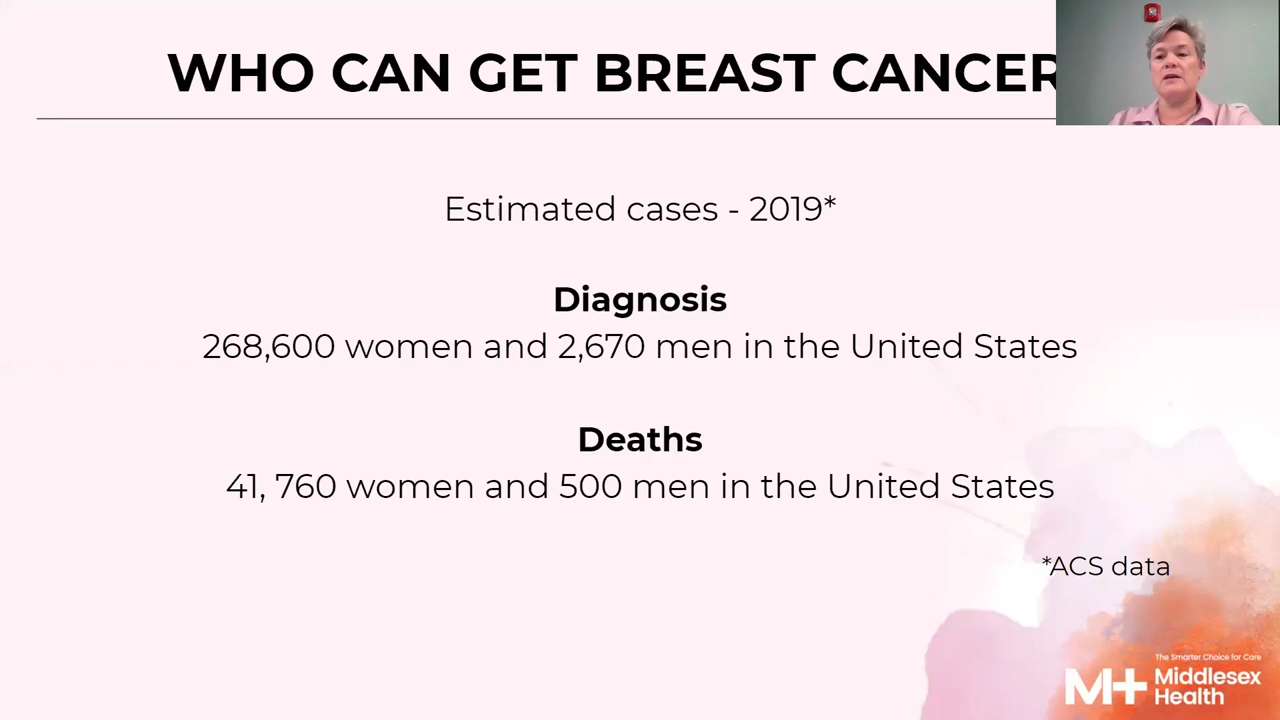 WHO CAN GET BREAST CANCER
Estimated cases - 2019*
Diagnosis
268,600 women and 2,670 men in the United States
Deaths
41, 760 women and 500 men in the United States
*ACS data
The Smarter Choice for Care
M+ Middlesex
Health